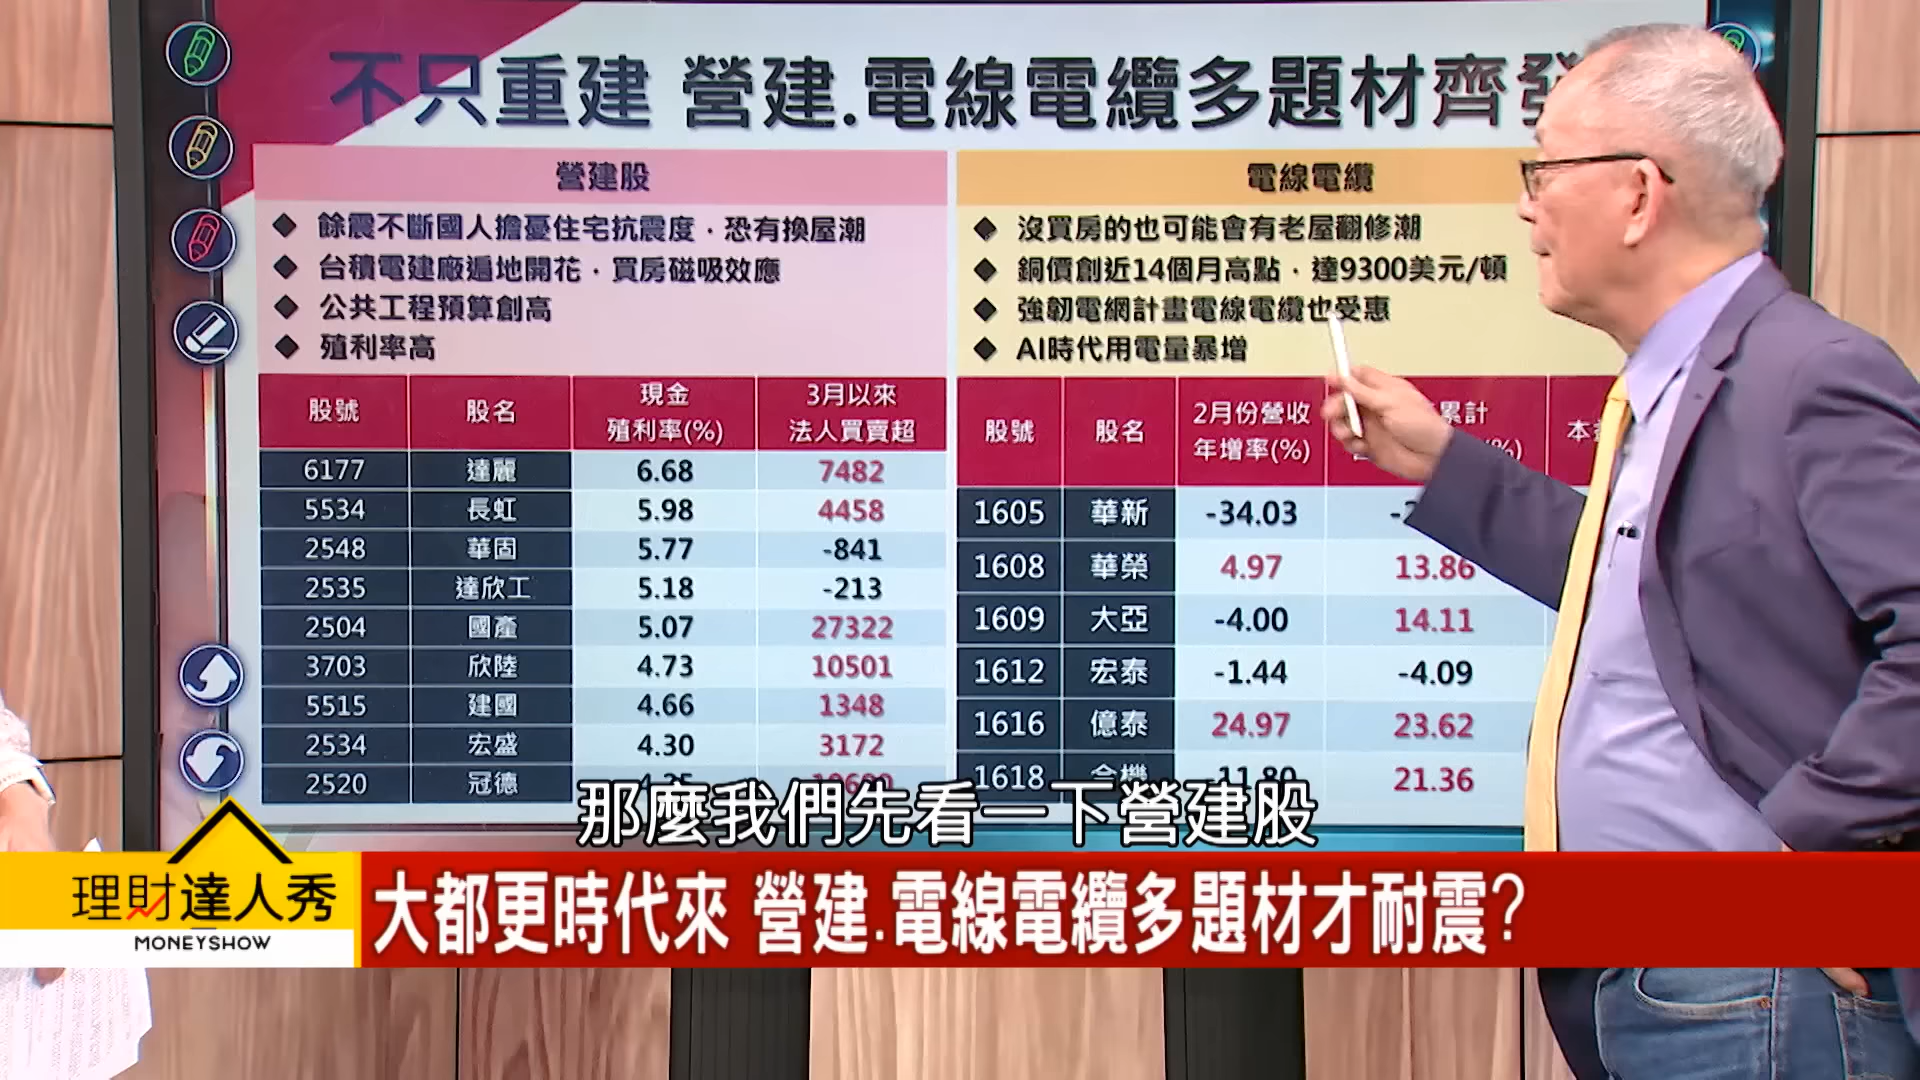 不只重建 營建.電線電纜多題材齊發
營建股
◆ 餘震不斷國人擔憂住宅抗震度，恐有換屋潮
◆ 台積電建廠遍地開花，買房磁吸效應
◆ 公共工程預算創高
◆ 殖利率高
股號 股名 現金殖利率(%) 3月以來法人買賣超
6177 達麗 6.68 7482
5534 長虹 5.98 4458
2548 華固 5.77 -841
2535 達欣工 5.18 -213
2504 國產 5.07 27322
3703 欣陸 4.73 10501
5515 建國 4.66 1348
2534 宏盛 4.30 3172
2520 冠德
電線電纜
◆ 沒買房的也可能會有老屋翻修潮
◆ 銅價創近14個月高點，達9300美元/頓
◆ 強韌電網計畫電線電纜也受惠
◆ AI時代用電量暴增
股號 股名 2月份營收年增率(%) 累計 (%) 本
1605 華新 -34.03
1608 華榮 4.97 13.86
1609 大亞 -4.00 14.11
1612 宏泰 -1.44 -4.09
1616 億泰 24.97 23.62
1618 合機 -11.80 21.36
那麼我們先看一下營建股
理財達人秀
MONEYSHOW
大都更時代來 營建.電線電纜多題材才耐震?